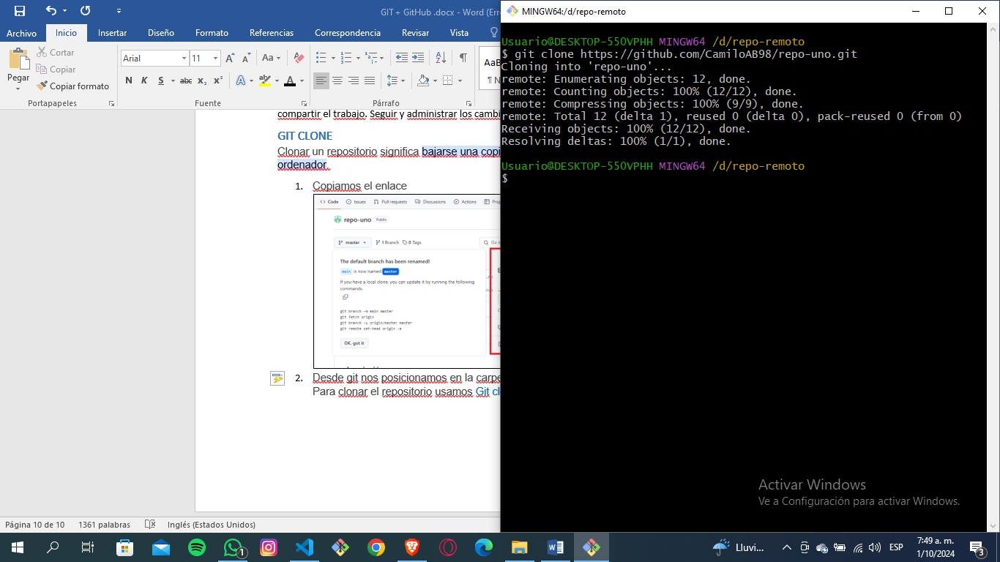 GIT + GitHub .docx - Word (Erro
Archivo Inicio Insertar Diseño Formato Referencias Correspondencia Revisar Vista
Pegar
Cortar
Copiar
Copiar formato
Portapapeles
Arial 11 Aa
N K S abc x₂ x² A A
Fuente
Párrafo
AaB
¶ N
compartir el trabajo. Seguir y administrar los cambi
GIT CLONE
Clonar un repositorio significa bajarse una copi
ordenador.
1. Copiamos el enlace
Code Issues Pull requests Discussions Actions Proj
repo-uno Public
master 1 Branch 0 Tags Go t
The default branch has been renamed!
main is now named master
If you have a local clone, you can update it by running the following
commands.
git branch -m main master
git fetch origin
git branch -u origin/master master
git remote set-head origin -a
OK, got it
2. Desde git nos posicionamos en la carpe
Para clonar el repositorio usamos Git cl
Página 10 de 10 1361 palabras Inglés (Estados Unidos)
MINGW64:/d/repo-remoto
Usuario@DESKTOP-55OVPHH MINGW64 /d/repo-remoto
$ git clone https://github.com/CamiloAB98/repo-uno.git
Cloning into 'repo-uno'...
remote: Enumerating objects: 12, done.
remote: Counting objects: 100% (12/12), done.
remote: Compressing objects: 100% (9/9), done.
remote: Total 12 (delta 1), reused 0 (delta 0), pack-reused 0 (from 0)
Receiving objects: 100% (12/12), done.
Resolving deltas: 100% (1/1), done.
Usuario@DESKTOP-55OVPHH MINGW64 /d/repo-remoto
$
Activar Windows
Ve a Configuración para activar Windows.
1
Lluvi...
ESP
7:49 a. m.
1/10/2024
3